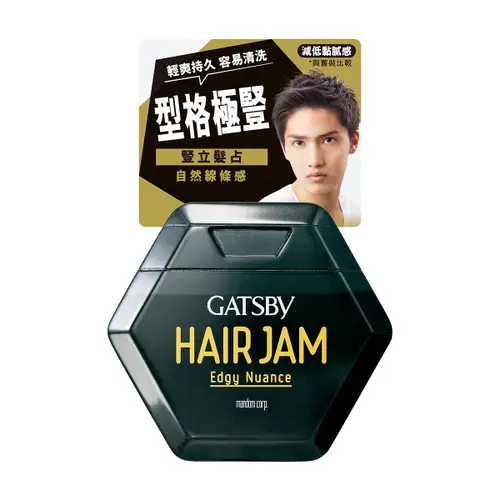 減低黏膩感
*與舊裝比較
輕爽持久 容易清洗
型格極豎
豎立髮占
自然線條感
GATSBY
HAIR JAM
Edgy Nuance
mandom corp.